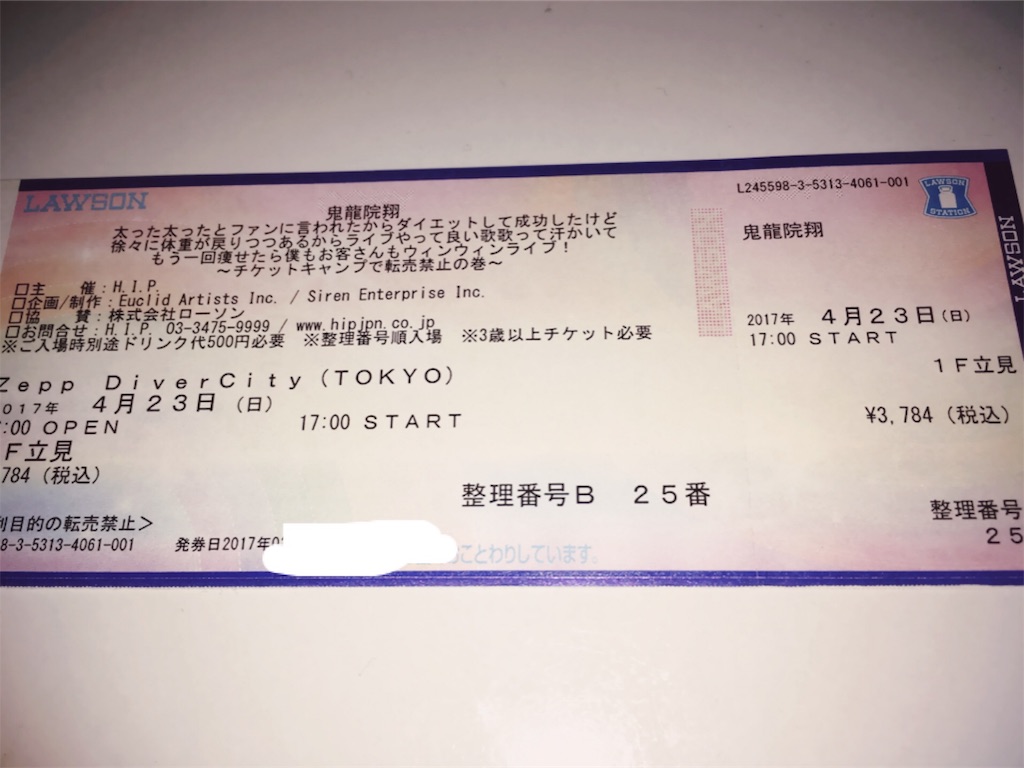 LAWSON
鬼龍院翔
太った太ったとファンに言われたからダイエットして成功したけど
徐々に体重が戻りつつあるからライブやって良い歌歌って汗かいて
もう一回痩せたら僕もお客さんもウィンウィンライブ！
～チケットキャンプで転売禁止の巻～
□主　催：H.I.P.
□企画/制作：Euclid Artists Inc. / Siren Enterprise Inc.
□協　賛：株式会社ローソン
□お問合せ：H.I.P. 03-3475-9999 / www.hipjpn.co.jp
※ご入場時別途ドリンク代500円必要　※整理番号順入場　※3歳以上チケット必要
Zepp DiverCity（TOKYO）
2017年　4月23日（日）
:00 OPEN　17:00 START
F立見
784（税込）
整理番号B　25番
目的の転売禁止＞
8-3-5313-4061-001　発券日2017年0
ことわりしています。
L245598-3-5313-4061-001
LAWSON STATION
鬼龍院翔
LAWSON
2017年　4月23日（日）
17:00 START
1F立見
¥3,784（税込）
整理番号
25